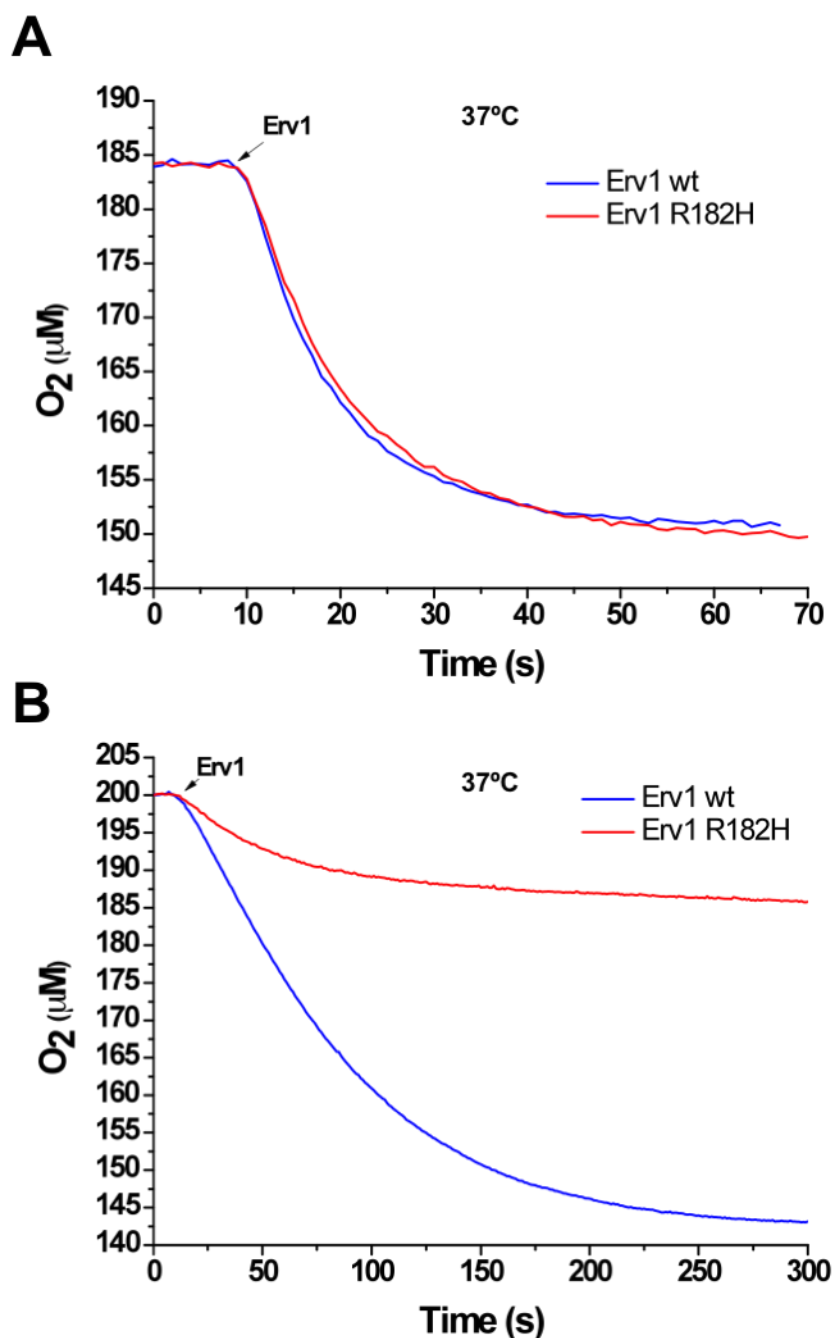 A
190
185
180
175
170
165
160
155
150
145
O2 (μM)
Erv1
37ºC
Erv1 wt
Erv1 R182H
0 10 20 30 40 50 60 70
Time (s)
B
205
200
195
190
185
180
175
170
165
160
155
150
145
140
O2 (μM)
Erv1
37ºC
Erv1 wt
Erv1 R182H
0 50 100 150 200 250 300
Time (s)